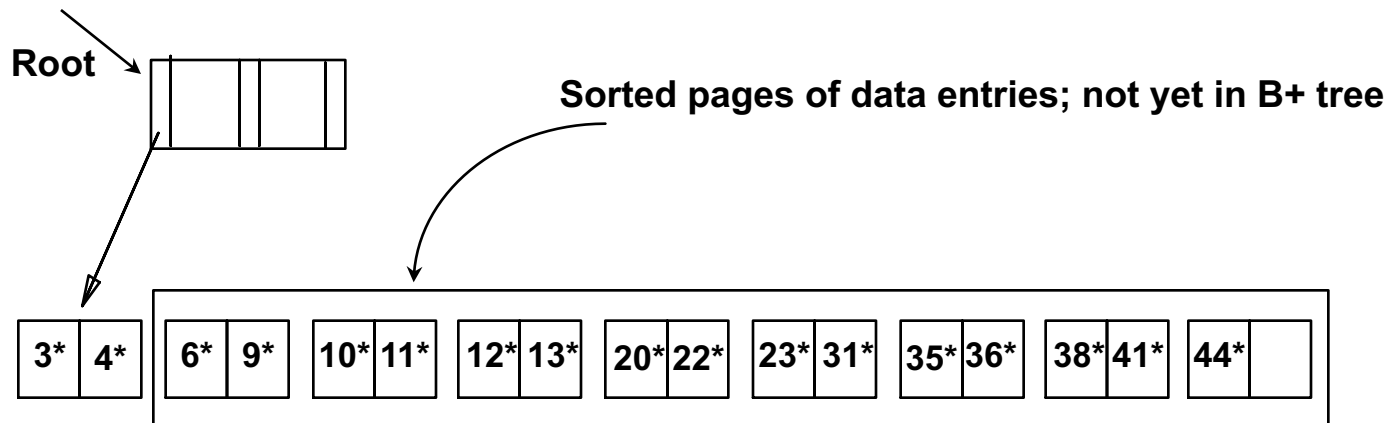 Root
Sorted pages of data entries; not yet in B+ tree
3* 4* 6* 9* 10* 11* 12* 13* 20* 22* 23* 31* 35* 36* 38* 41* 44*